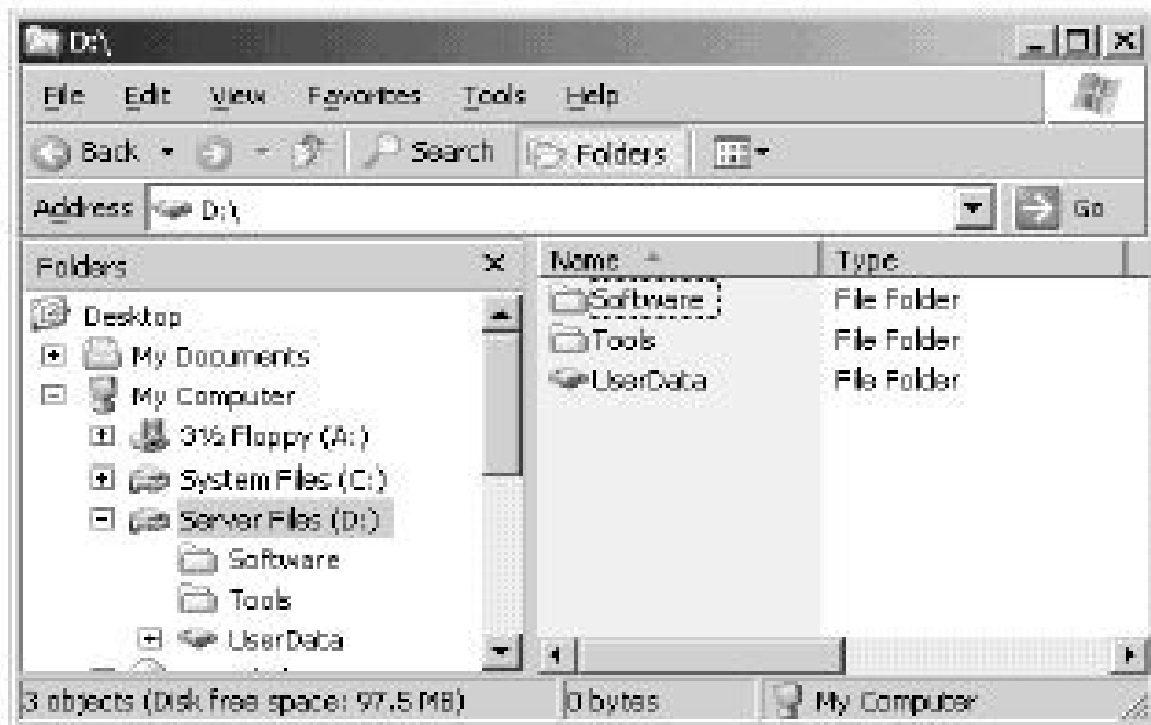 D:\
File Edit View Favorites Tools Help
Back Search Folders
Address D:\ Go
Folders
Desktop
My Documents
My Computer
3½ Floppy (A:)
System Files (C:)
Server Files (D:)
Software
Tools
UserData
Name Type
Software File Folder
Tools File Folder
UserData File Folder
3 objects (Disk free space: 97.5 MB) 0 bytes My Computer